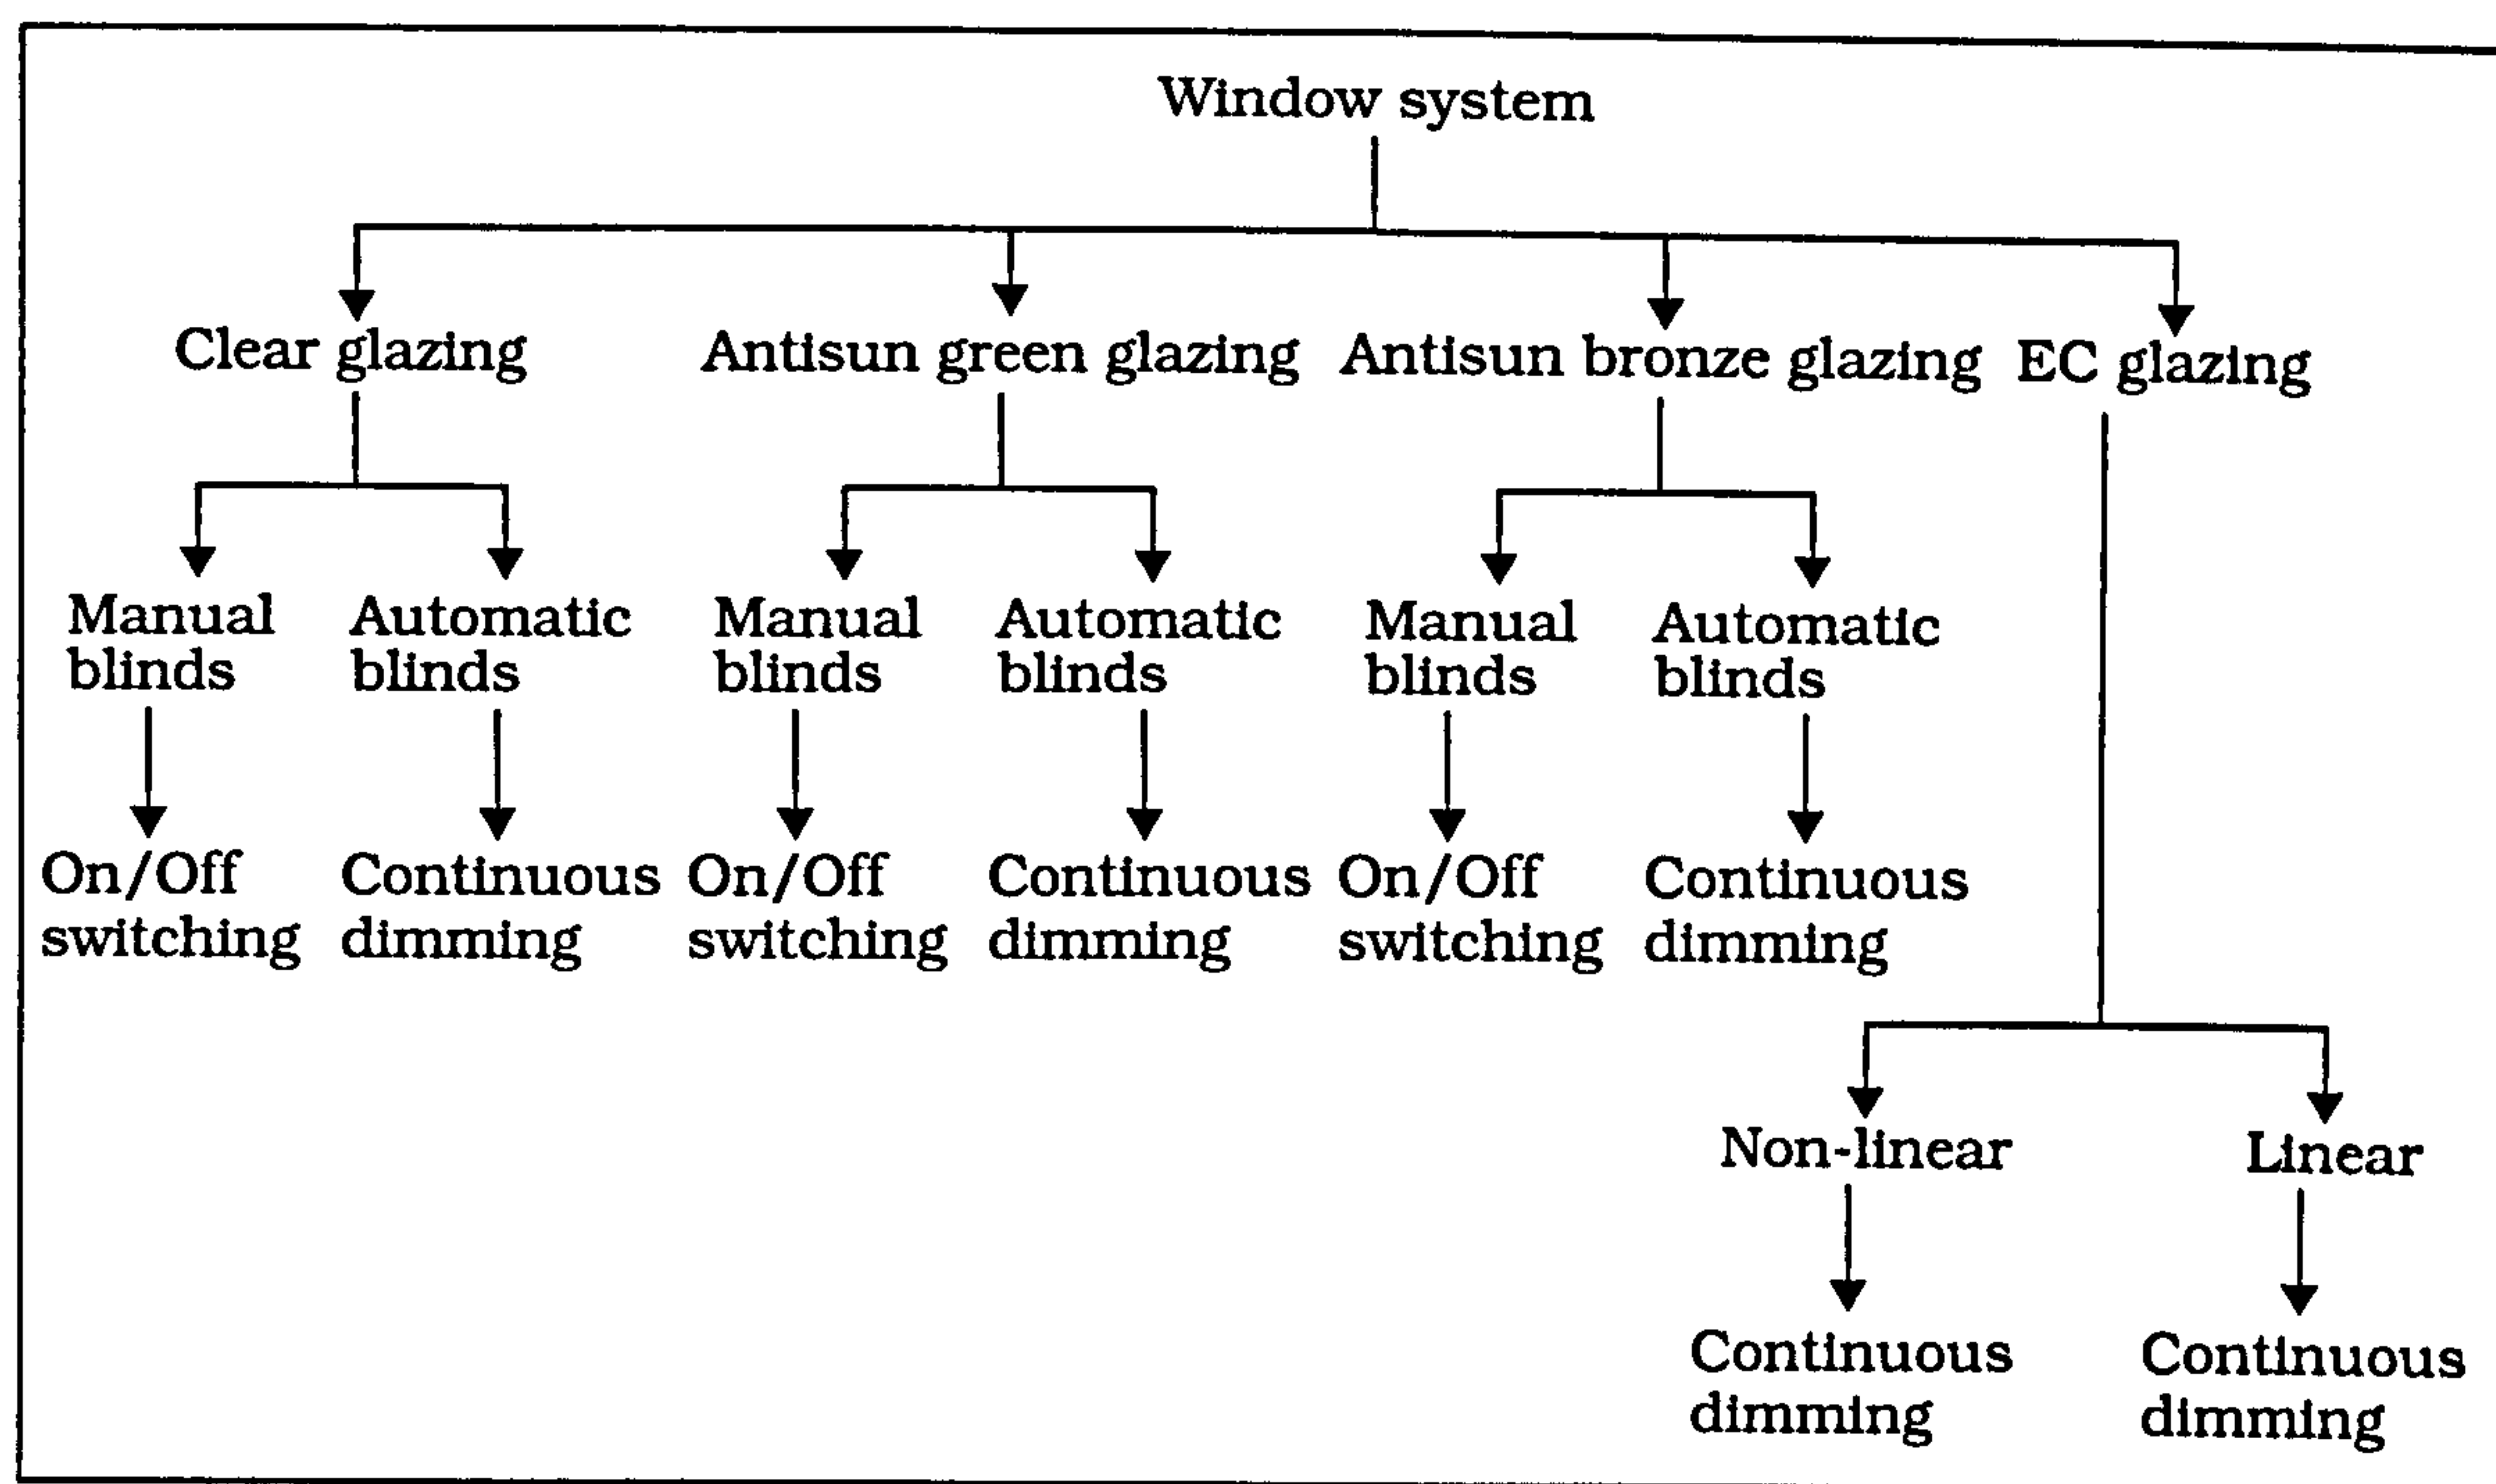 Window system
Clear glazing
Antisun green glazing
Antisun bronze glazing
EC glazing
Manual
blinds
Automatic
blinds
Manual
blinds
Automatic
blinds
Manual
blinds
Automatic
blinds
On/Off
switching
Continuous
dimming
On/Off
switching
Continuous
dimming
On/Off
switching
Continuous
dimming
Non-linear
Linear
Continuous
dimming
Continuous
dimming